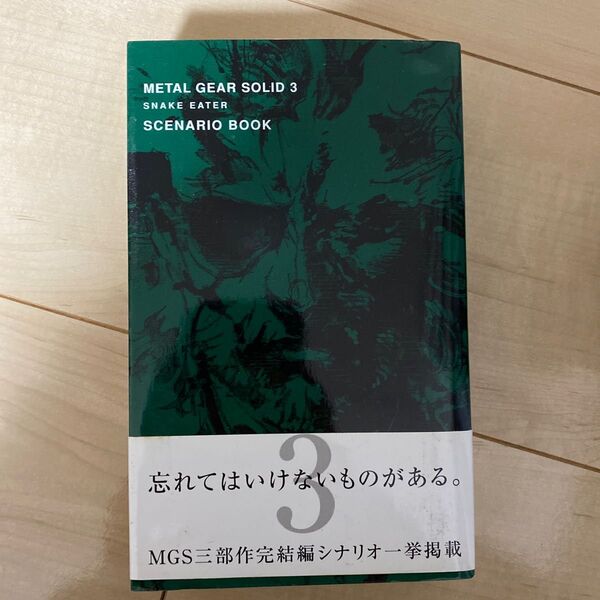 METAL GEAR SOLID 3
SNAKE EATER
SCENARIO BOOK
3
忘れてはいけないものがある。
MGS三部作完結編シナリオ一挙掲載